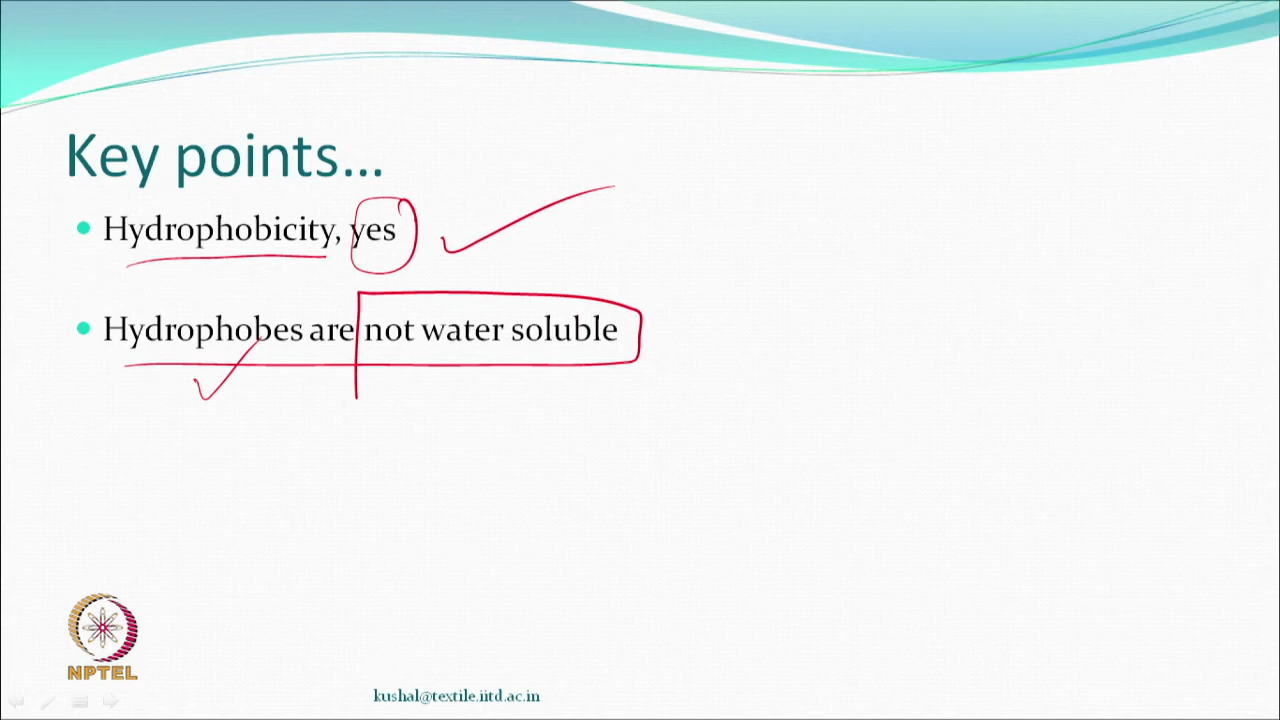 Key points...
Hydrophobicity, yes
Hydrophobes are not water soluble
NPTEL
kushal@textile.iitd.ac.in